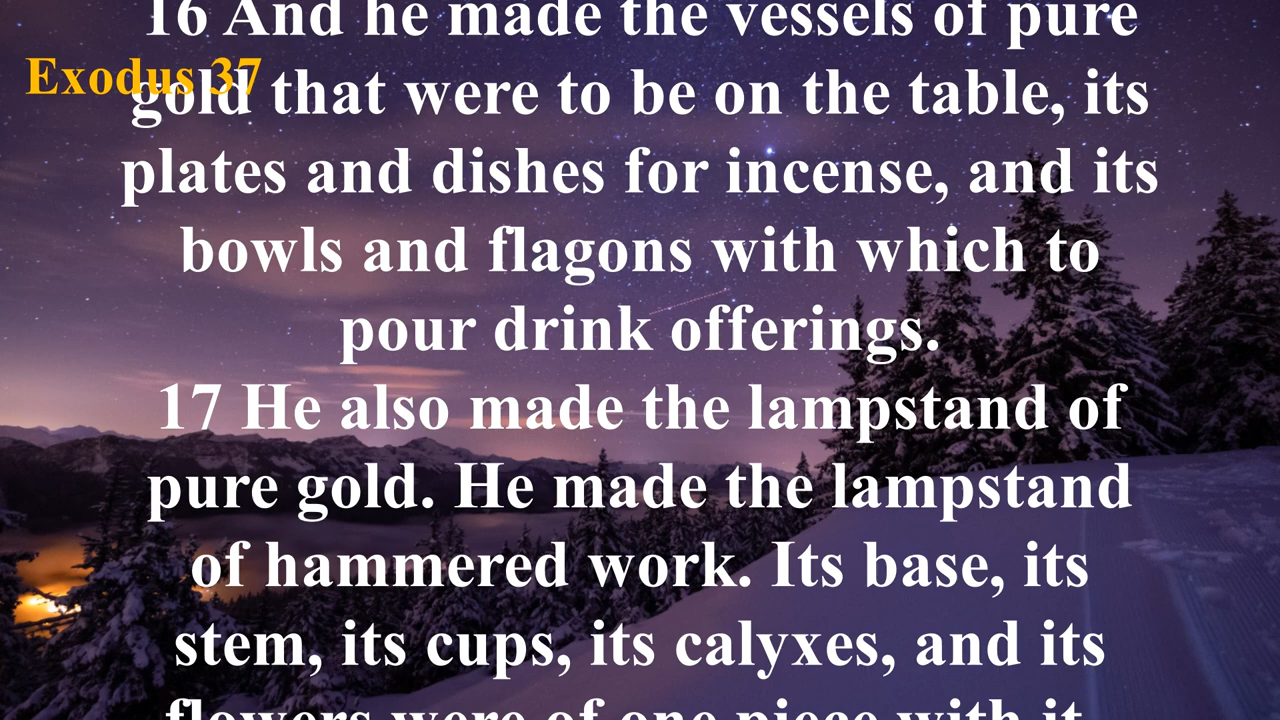 16 And he made the vessels of pure
Exodus 37
gold that were to be on the table, its
plates and dishes for incense, and its
bowls and flagons with which to
pour drink offerings.
17 He also made the lampstand of
pure gold. He made the lampstand
of hammered work. Its base, its
stem, its cups, its calyxes, and its
flowers were of one piece with it.